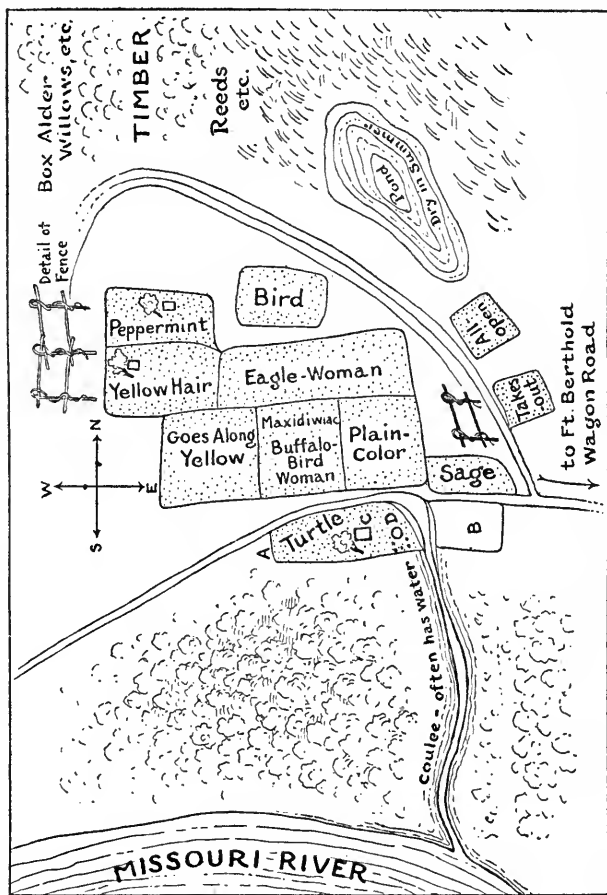 Box Alder
Willows, etc.
TIMBER
Reeds
etc.
Detail of
Fence
Pond
Dry in Summer
Peppermint
Bird
Yellow Hair
Eagle-Woman
All
open
Takes-
out
Goes Along
Yellow
Maxidiwiac
Buffalo-
Bird
Woman
Plain-
Color
Sage
to Ft. Berthold
Wagon Road
W
N
S
E
A
Turtle
C
D
B
Coulee - often has water
MISSOURI RIVER